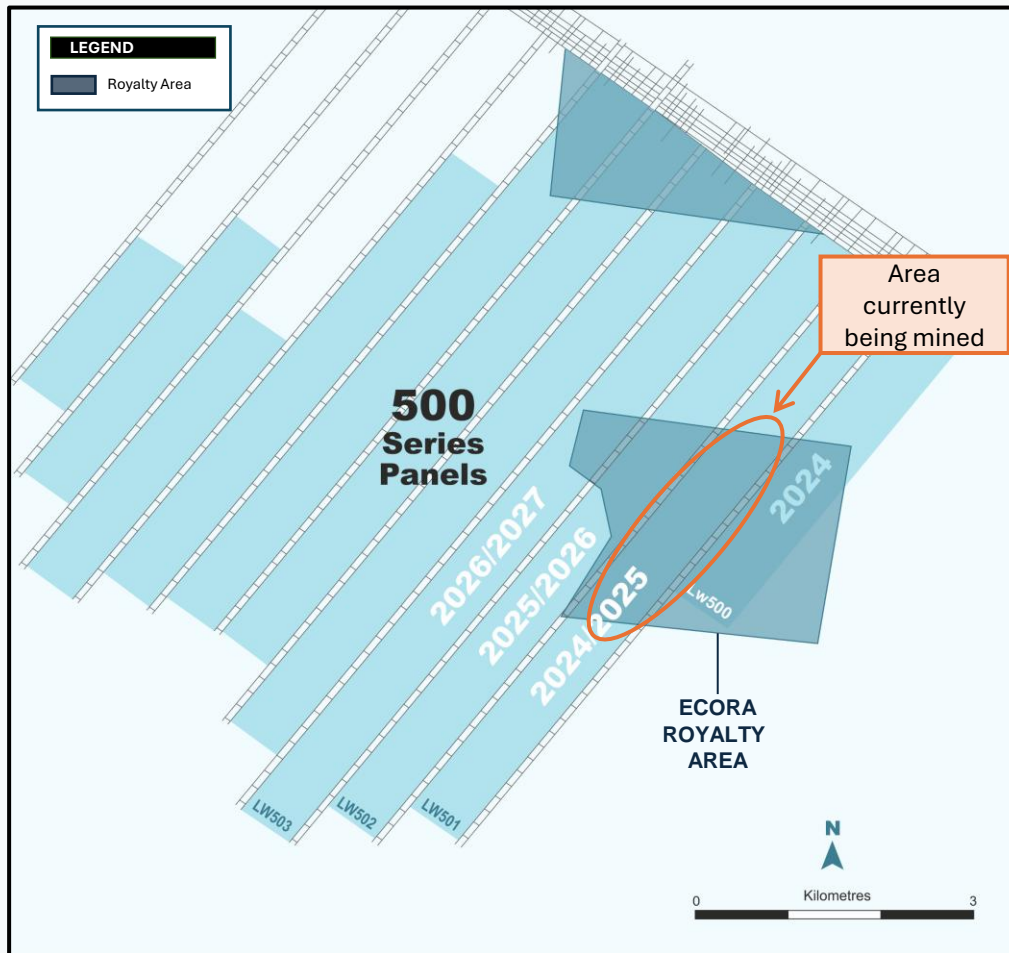 LEGEND
Royalty Area
Area
currently
being mined
500
Series
Panels
2024
2026/2027
2025/2026
2024/2025
Lw500
ECORA
ROYALTY
AREA
LW503
LW502
LW501
N
Kilometres
0
3